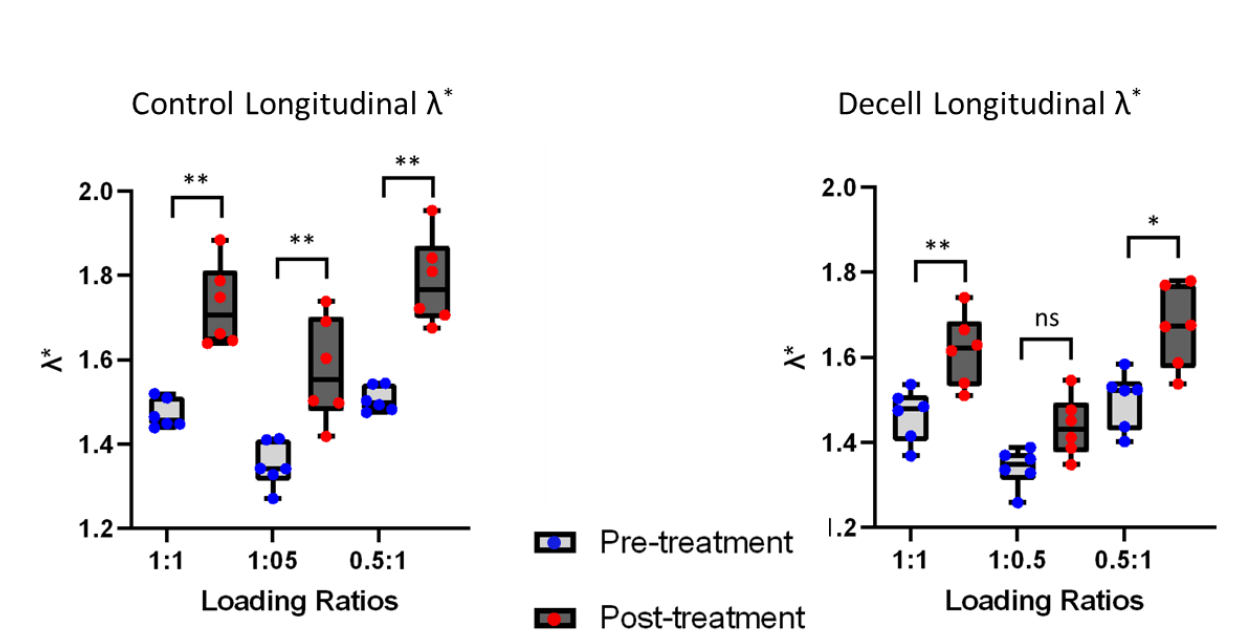 Control Longitudinal λ*
**
**
**
2.0
1.8
1.6
1.4
1.2
λ*
1:1
1:05
0.5:1
Loading Ratios
Pre-treatment
Post-treatment
Decell Longitudinal λ*
**
ns
*
2.0
1.8
1.6
1.4
.2
λ*
1:1
1:0.5
0.5:1
Loading Ratios